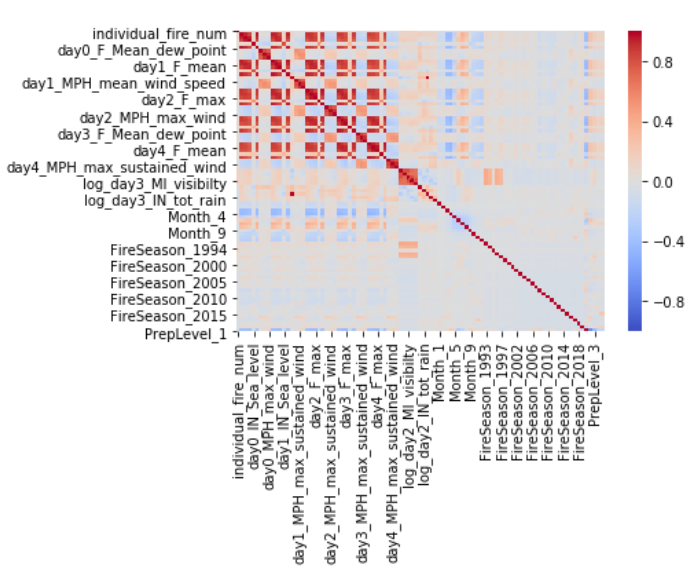 individual_fire_num
day0_F_Mean_dew_point
day1_F_mean
day1_MPH_mean_wind_speed
day2_F_max
day2_MPH_max_wind
day3_F_Mean_dew_point
day4_F_mean
day4_MPH_max_sustained_wind
log_day3_MI_visibilty
log_day3_IN_tot_rain
Month_4
Month_9
FireSeason_1994
FireSeason_2000
FireSeason_2005
FireSeason_2010
FireSeason_2015
PrepLevel_1
individual_fire_num
day0_IN_Sea_level
day0_MPH_max_wind
day1_IN_Sea_level
day1_MPH_max_sustained_wind
day2_F_max
day2_MPH_max_sustained_wind
day3_F_max
day3_MPH_max_sustained_wind
day4_F_max
day4_MPH_max_sustained_wind
log_day2_MI_visibilty
log_day2_IN_tot_rain
Month_1
Month_5
Month_9
FireSeason_1993
FireSeason_1997
FireSeason_2002
FireSeason_2006
FireSeason_2010
FireSeason_2014
FireSeason_2018
PrepLevel_3
0.8
0.4
0.0
−0.4
−0.8